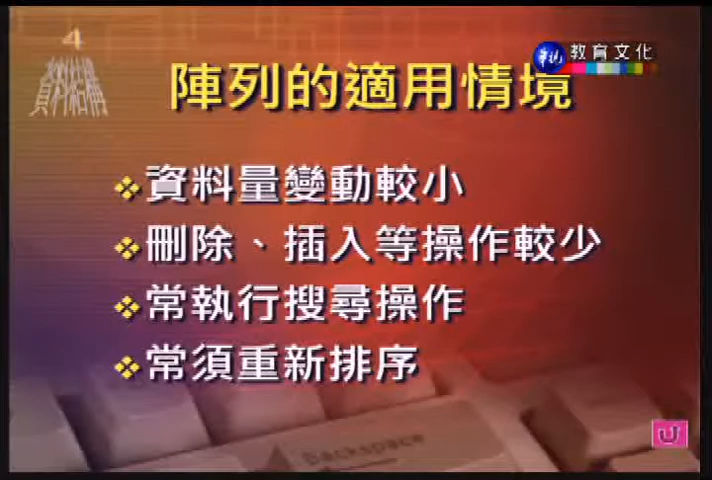 4
資料結構
華視
教育文化
陣列的適用情境
資料量變動較小
刪除、插入等操作較少
常執行搜尋操作
常須重新排序
Backspace
U